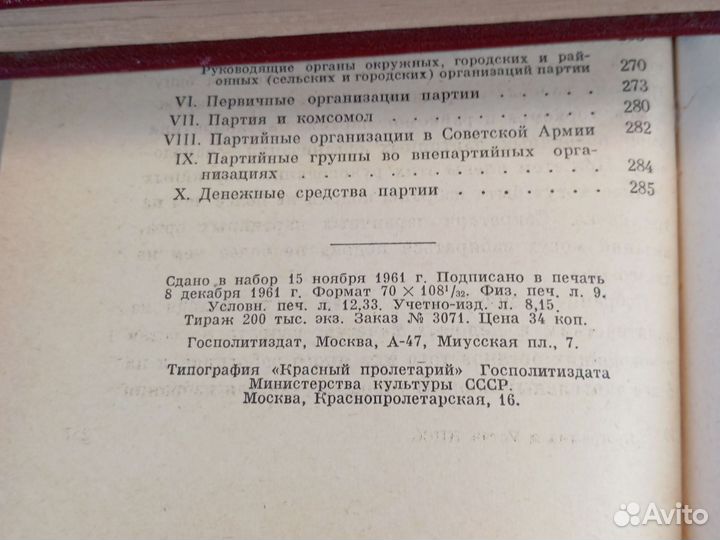 Руководящие органы окружных, городских и рай-
онных (сельских и городских) организаций партии 270
VI. Первичные организации партии . . . . . 273
VII. Партия и комсомол . . . . . . . . . 280
VIII. Партийные организации в Советской Армии 282
IX. Партийные группы во внепартийных орга-
низациях . . . . . . . . . . . . . 284
X. Денежные средства партии . . . . . . . 285
Сдано в набор 15 ноября 1961 г. Подписано в печать
8 декабря 1961 г. Формат 70 × 108¹/₃₂. Физ. печ. л. 9.
Условн. печ. л. 12,33. Учетно-изд. л. 8,15.
Тираж 200 тыс. экз. Заказ № 3071. Цена 34 коп.
Госполитиздат, Москва, А-47, Миусская пл., 7.
Типография «Красный пролетарий» Госполитиздата
Министерства культуры СССР.
Москва, Краснопролетарская, 16.
Avito